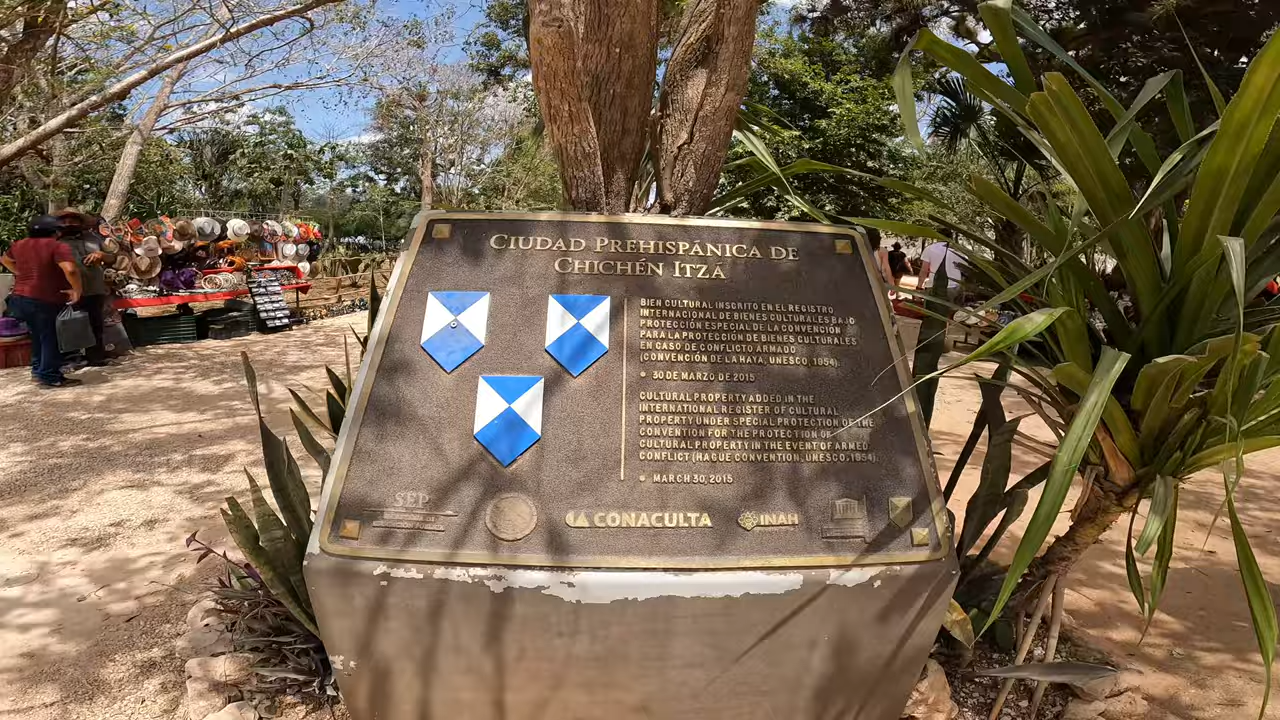 CIUDAD PREHISPÁNICA DE
CHICHÉN ITZÁ
BIEN CULTURAL INSCRITO EN EL REGISTRO
INTERNACIONAL DE BIENES CULTURALES BAJO
PROTECCIÓN ESPECIAL DE LA CONVENCIÓN
PARA LA PROTECCIÓN DE BIENES CULTURALES
EN CASO DE CONFLICTO ARMADO
(CONVENCIÓN DE LA HAYA, UNESCO, 1954).
30 DE MARZO DE 2015
CULTURAL PROPERTY ADDED IN THE
INTERNATIONAL REGISTER OF CULTURAL
PROPERTY UNDER SPECIAL PROTECTION OF THE
CONVENTION FOR THE PROTECTION OF
CULTURAL PROPERTY IN THE EVENT OF ARMED
CONFLICT (HAGUE CONVENTION, UNESCO, 1954).
MARCH 30, 2015
SEP
CONACULTA
INAH